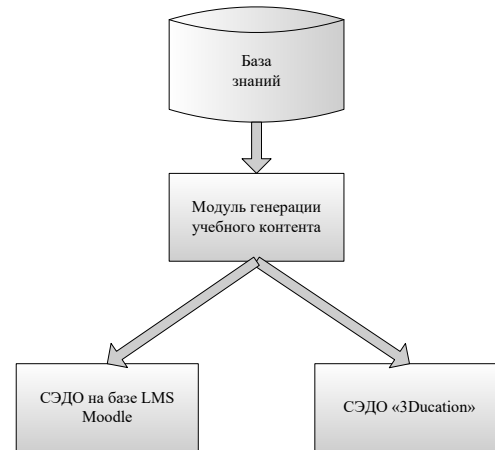 База
знаний
Модуль генерации
учебного контента
СЭДО на базе LMS
Moodle
СЭДО «3Ducation»